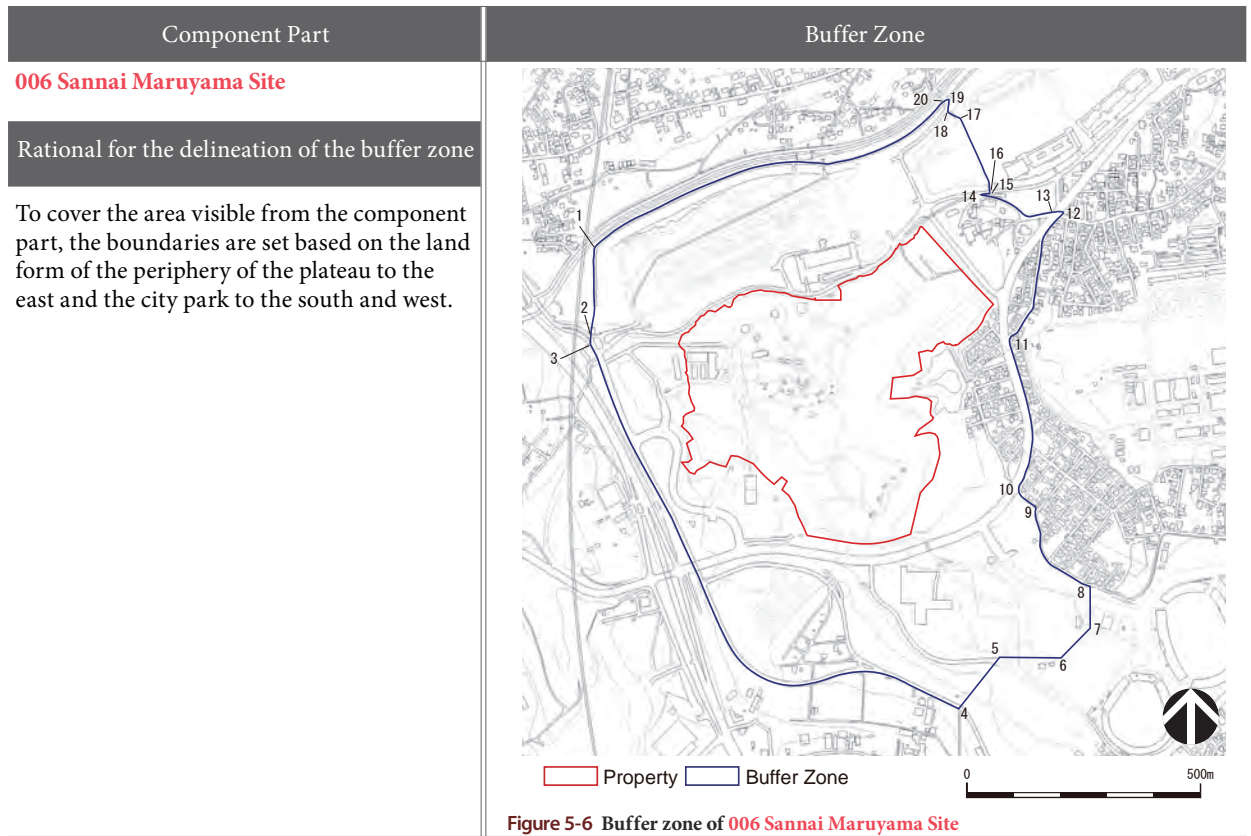 Component Part
Buffer Zone
006 Sannai Maruyama Site
Rational for the delineation of the buffer zone
To cover the area visible from the component
part, the boundaries are set based on the land
form of the periphery of the plateau to the
east and the city park to the south and west.
20
19
18
17
16
15
14
13
12
1
2
3
11
10
9
8
7
6
5
4
Property
Buffer Zone
0
500m
Figure 5-6 Buffer zone of 006 Sannai Maruyama Site